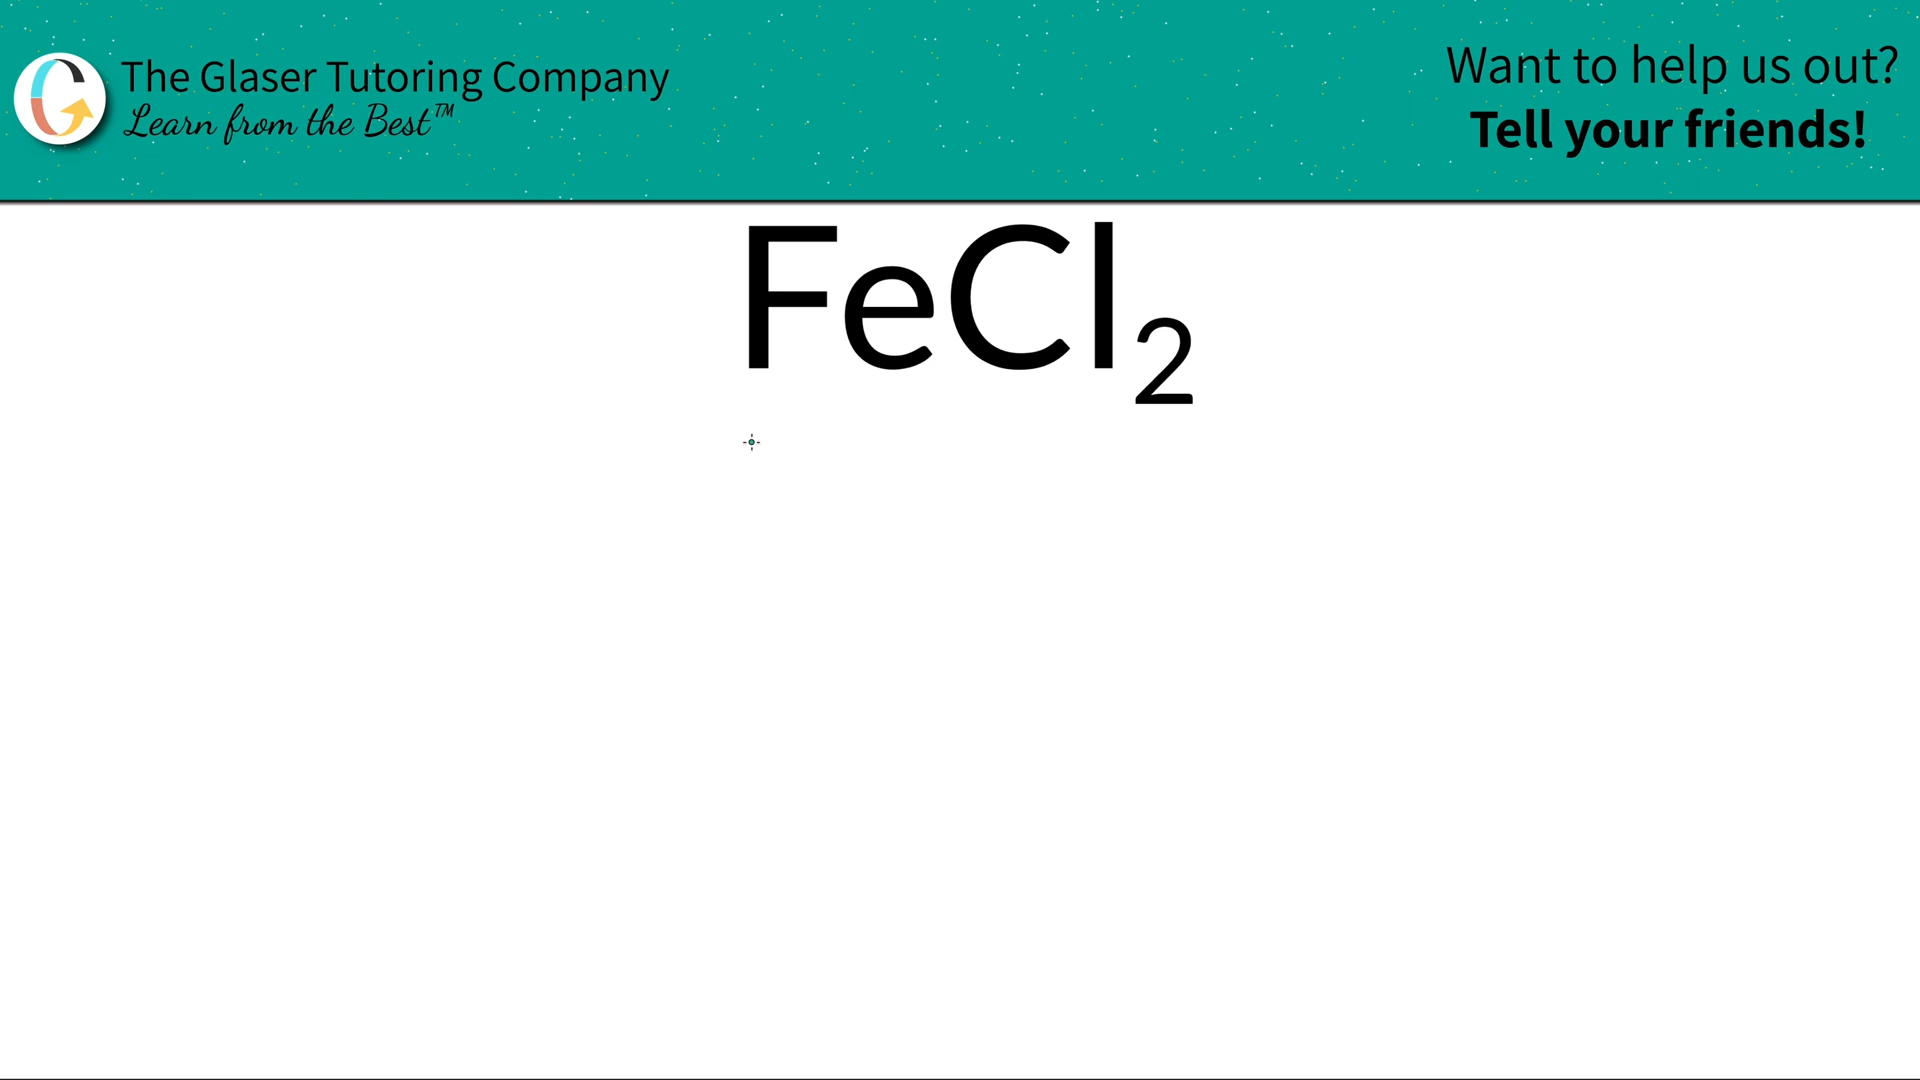 The Glaser Tutoring Company
Learn from the Best™
Want to help us out?
Tell your friends!
FeCl₂